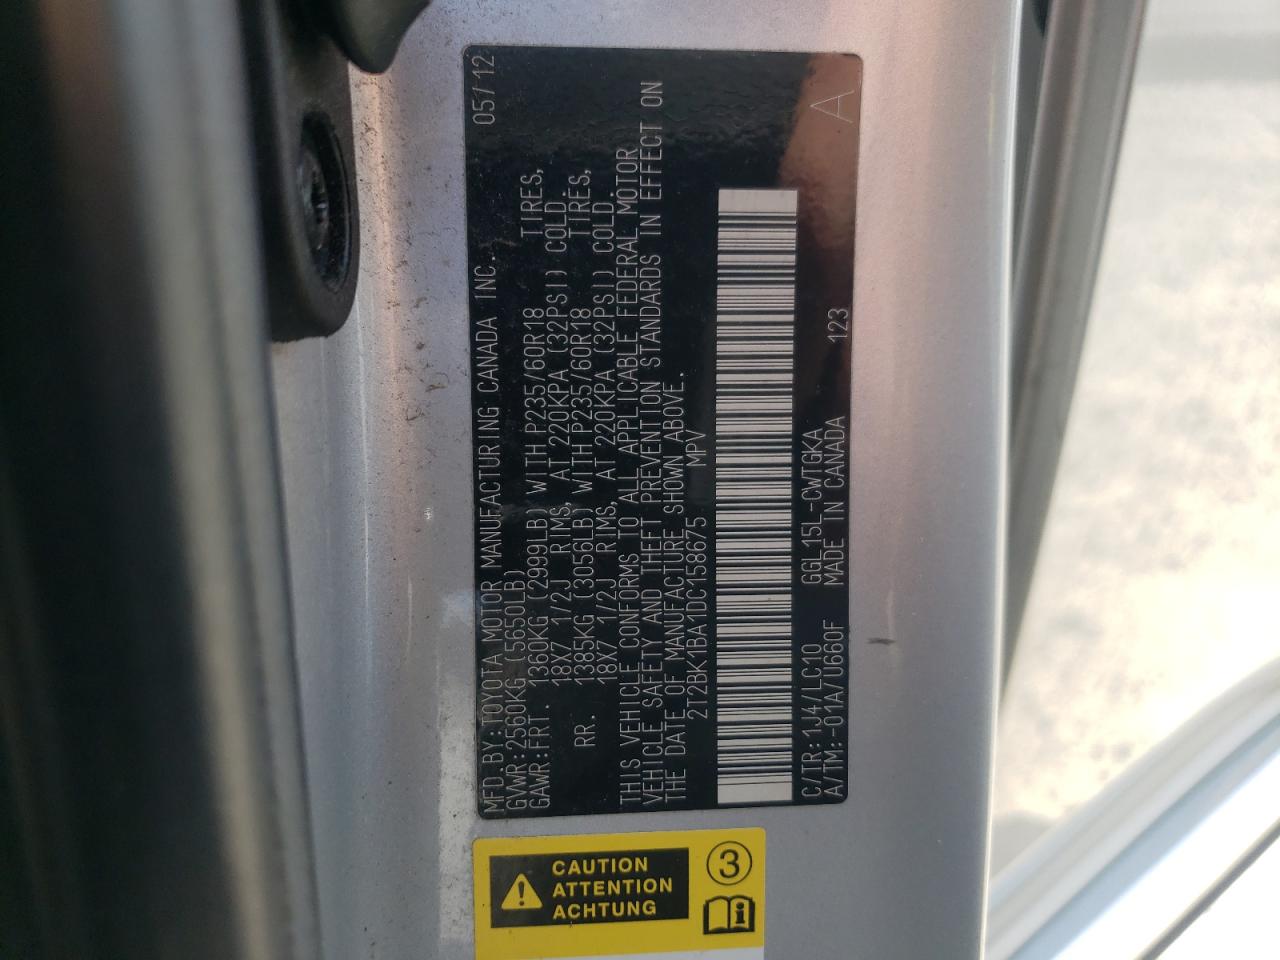 MFD.BY:TOYOTA MOTOR MANUFACTURING CANADA INC. 05/12
GVWR:2560KG (5650LB)
GAWR:FRT. 1360KG (2999LB) WITH P235/60R18 TIRES,
18X7 1/2J RIMS, AT 220KPA (32PSI) COLD.
RR. 1385KG (3056LB) WITH P235/60R18 TIRES,
18X7 1/2J RIMS, AT 220KPA (32PSI) COLD.
THIS VEHICLE CONFORMS TO ALL APPLICABLE FEDERAL MOTOR
VEHICLE SAFETY AND THEFT PREVENTION STANDARDS IN EFFECT ON
THE DATE OF MANUFACTURE SHOWN ABOVE.
2T2BK1BA1DC158675 MPV
C/TR:1J4/LC10 GGL15L-CWTGKA 123 A
A/TM:-01A/U660F MADE IN CANADA
CAUTION
ATTENTION
ACHTUNG
3